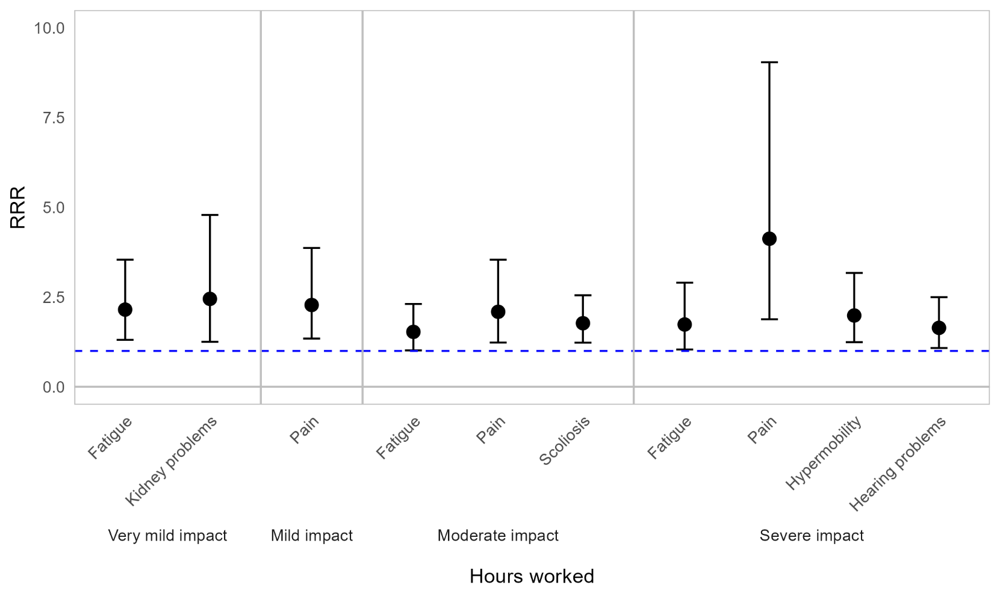 10.0
7.5
5.0
2.5
0.0
RRR
Fatigue
Kidney problems
Pain
Fatigue
Pain
Scoliosis
Fatigue
Pain
Hypermobility
Hearing problems
Very mild impact
Mild impact
Moderate impact
Severe impact
Hours worked